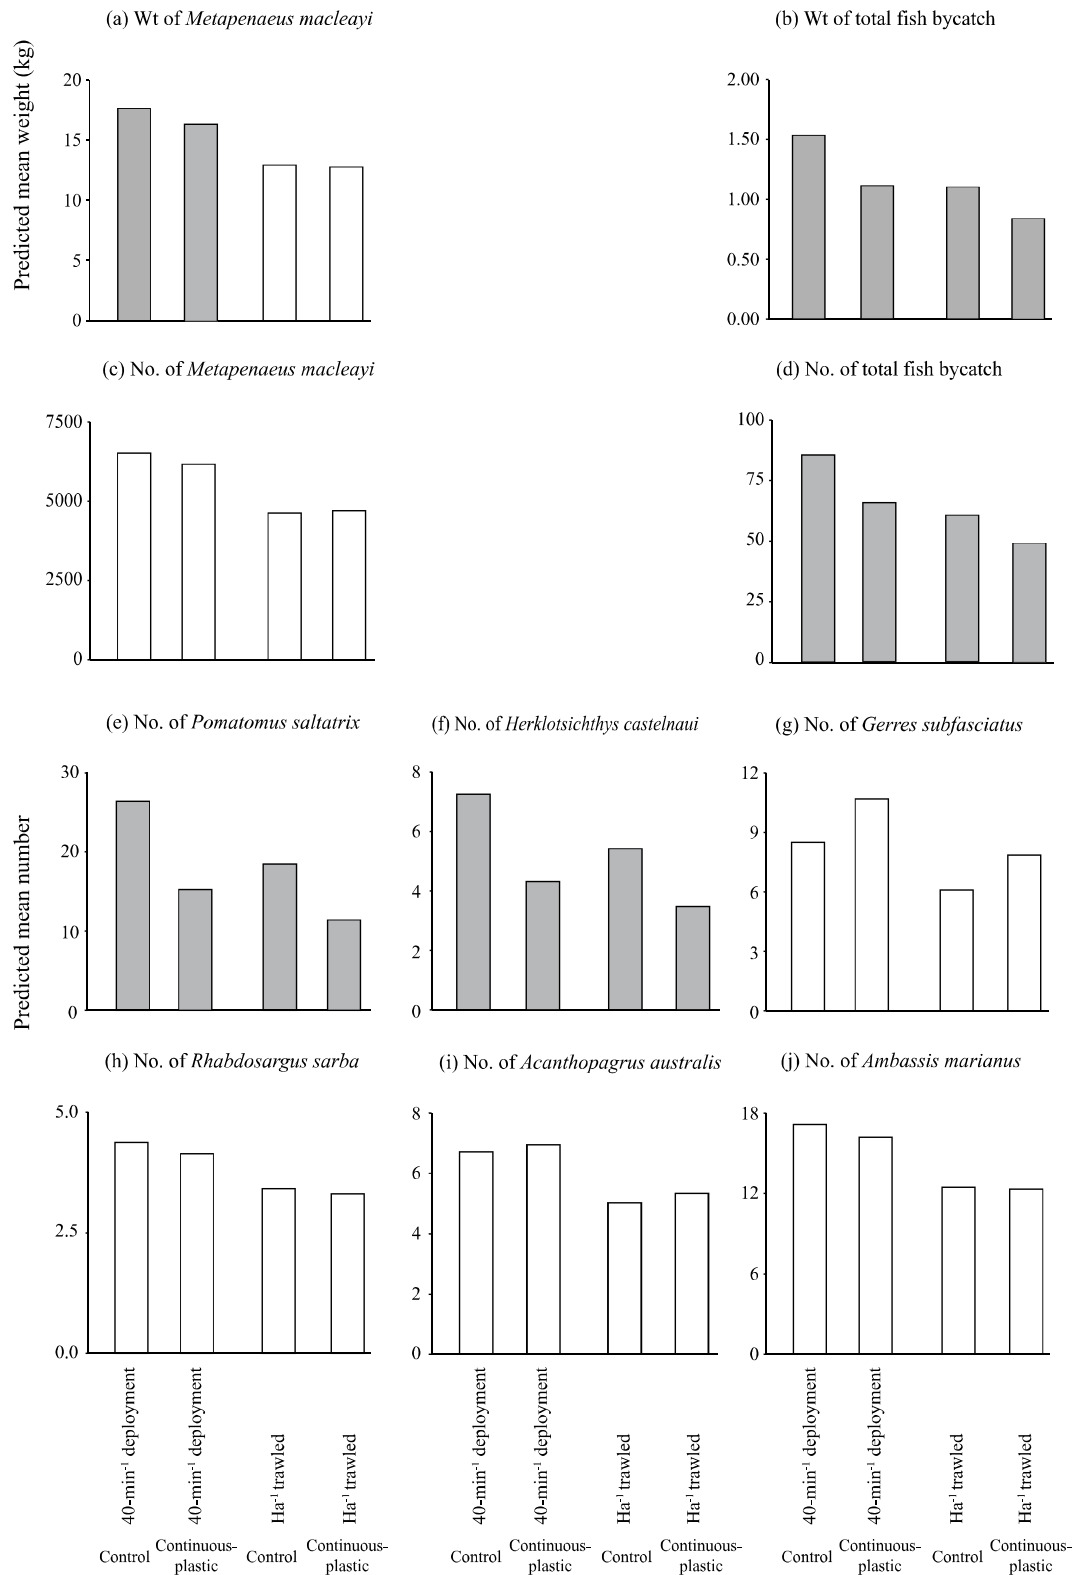 (a) Wt of Metapenaeus macleayi
(b) Wt of total fish bycatch
Predicted mean weight (kg)
20
15
10
5
0
2.00
1.50
1.00
0.50
0.00
(c) No. of Metapenaeus macleayi
(d) No. of total fish bycatch
7500
5000
2500
0
100
75
50
25
0
(e) No. of Pomatomus saltatrix
(f) No. of Herklotsichthys castelnaui
(g) No. of Gerres subfasciatus
Predicted mean number
30
20
10
0
8
6
4
2
0
12
9
6
3
0
(h) No. of Rhabdosargus sarba
(i) No. of Acanthopagrus australis
(j) No. of Ambassis marianus
5.0
2.5
0.0
8
6
4
2
0
18
12
6
0
40-min⁻¹ deployment
40-min⁻¹ deployment
Ha⁻¹ trawled
Ha⁻¹ trawled
40-min⁻¹ deployment
40-min⁻¹ deployment
Ha⁻¹ trawled
Ha⁻¹ trawled
40-min⁻¹ deployment
40-min⁻¹ deployment
Ha⁻¹ trawled
Ha⁻¹ trawled
Control
Continuous-
plastic
Control
Continuous-
plastic
Control
Continuous-
plastic
Control
Continuous-
plastic
Control
Continuous-
plastic
Control
Continuous-
plastic